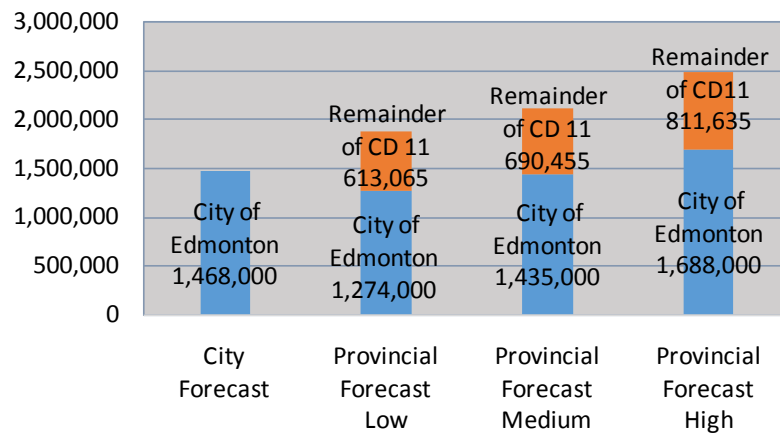 3,000,000
2,500,000
2,000,000
1,500,000
1,000,000
500,000
0
City of
Edmonton
1,468,000
Remainder
of CD 11
613,065
City of
Edmonton
1,274,000
Remainder
of CD 11
690,455
City of
Edmonton
1,435,000
Remainder
of CD11
811,635
City of
Edmonton
1,688,000
City
Forecast
Provincial
Forecast
Low
Provincial
Forecast
Medium
Provincial
Forecast
High